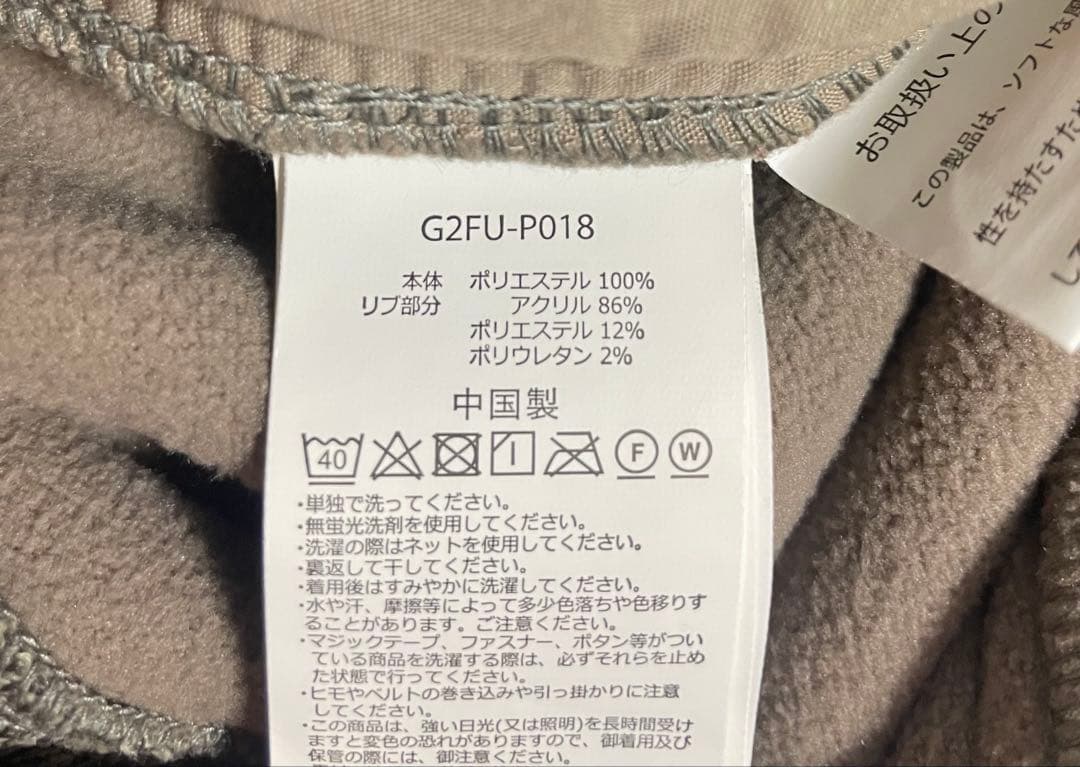 G2FU-P018
本体 ポリエステル 100%
リブ部分 アクリル 86%
ポリエステル 12%
ポリウレタン 2%
中国製
40 F W
・単独で洗ってください。
・無蛍光洗剤を使用してください。
・洗濯の際はネットを使用してください。
・裏返して干してください。
・着用後はすみやかに洗濯してください。
・水や汗、摩擦等によって多少色落ちや色移りす
ることがあります。ご注意ください。
・マジックテープ、ファスナー、ボタン等がつい
ている商品を洗濯する際は、必ずそれらを止め
た状態で行ってください。
・ヒモやベルトの巻き込みや引っ掛かりに注意
してください。
・この商品は、強い日光(又は照明)を長時間受け
ますと変色の恐れがありますので、御着用及び
保管の際には、御注意ください。
お取扱い上の
この製品は、ソフトな風
性を持たすため
して